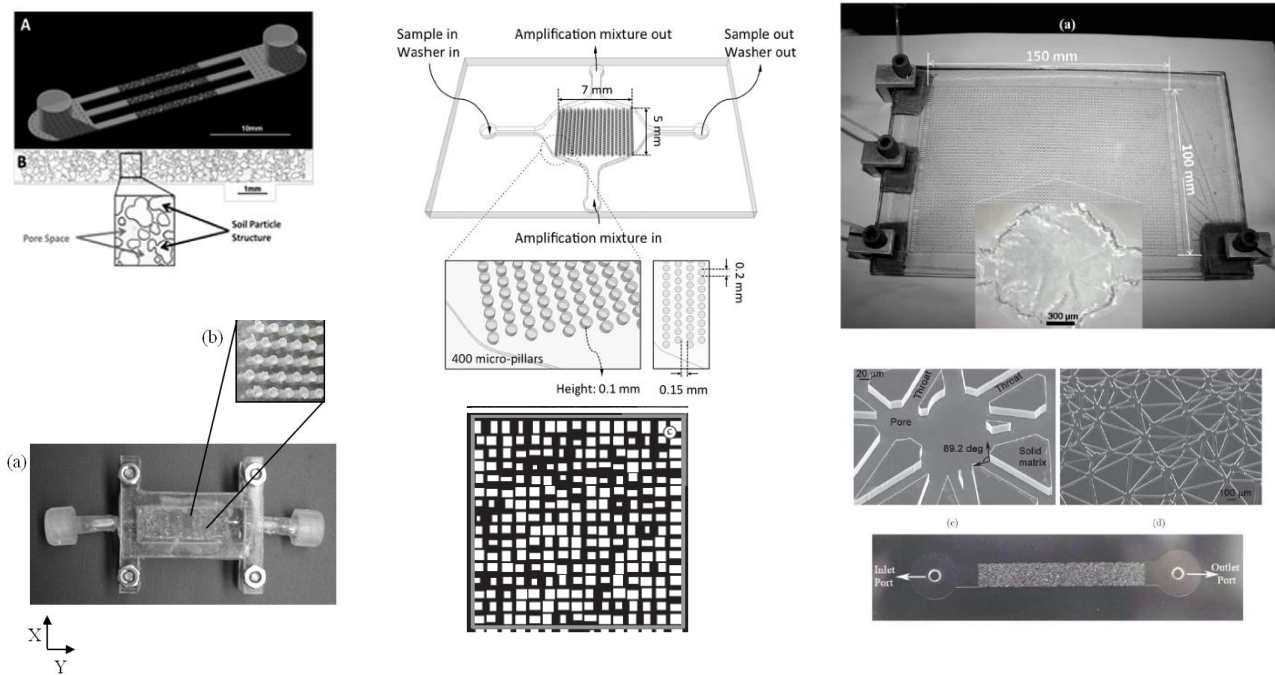 A
10mm
B
1mm
Pore Space
Soil Particle
Structure
(b)
(a)
X
Y
Sample in
Washer in
Amplification mixture out
Sample out
Washer out
7 mm
5 mm
Amplification mixture in
0.2 mm
400 micro-pillars
Height: 0.1 mm
0.15 mm
C
(a)
150 mm
100 mm
300 µm
20 µm
Throat
Throat
Pore
89.2 deg
Solid
matrix
100 µm
(c)
(d)
Inlet
Port
Outlet
Port